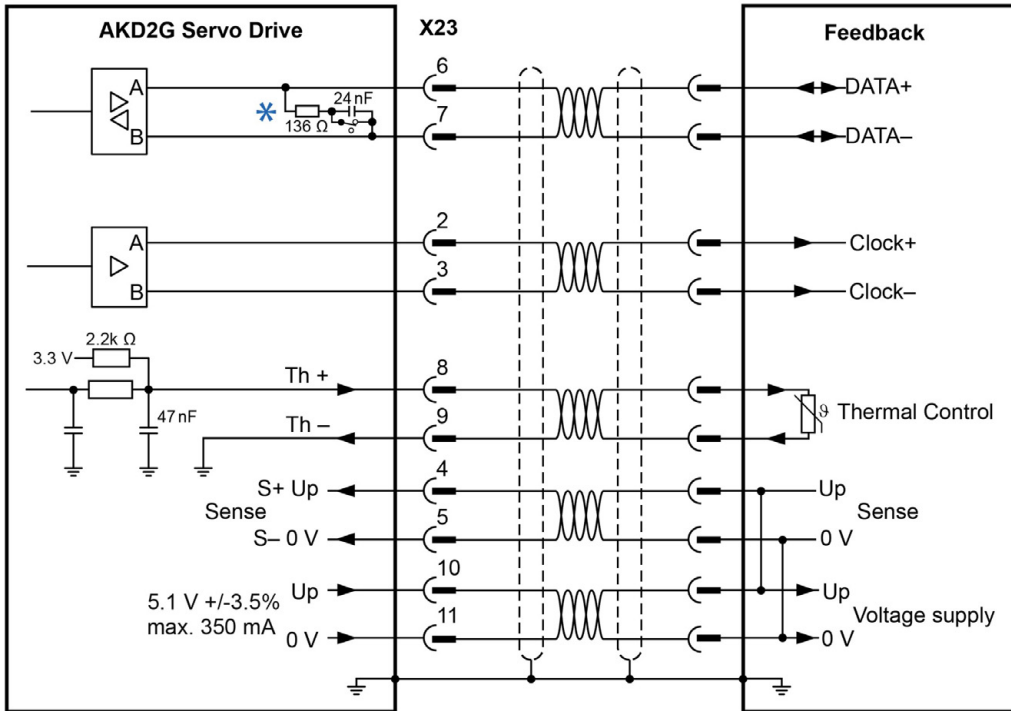 AKD2G Servo Drive
X23
Feedback
A
B
*
136 Ω
24 nF
6
7
DATA+
DATA–
A
B
2
3
Clock+
Clock–
2.2k Ω
3.3 V
47 nF
Th +
Th –
8
9
ϑ Thermal Control
S+ Up
Sense
S– 0 V
4
5
Up
Sense
0 V
5.1 V +/-3.5%
max. 350 mA
Up
0 V
10
11
Up
Voltage supply
0 V